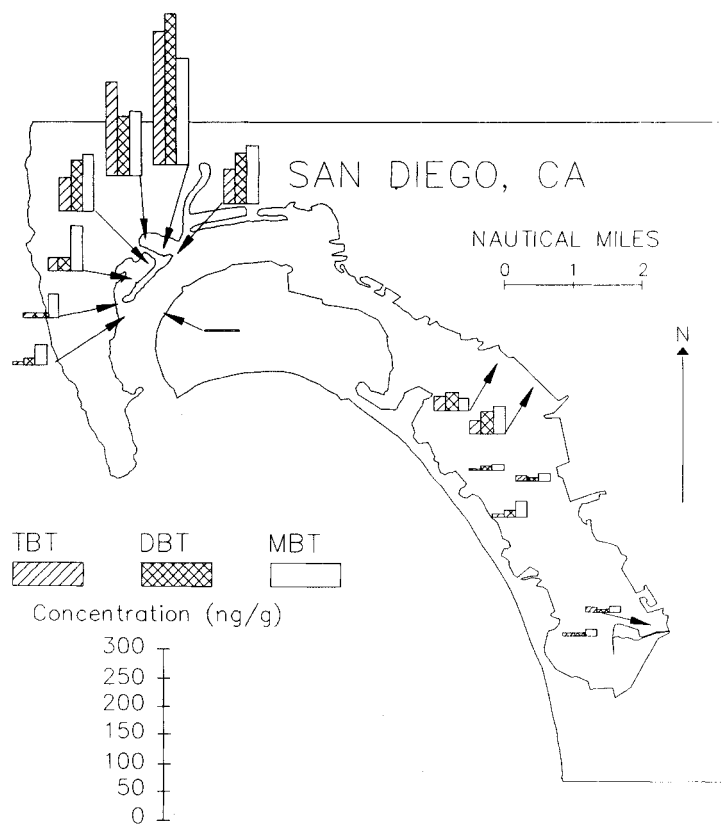 SAN DIEGO, CA
NAUTICAL MILES
0 1 2
N
TBT DBT MBT
Concentration (ng/g)
300
250
200
150
100
50
0